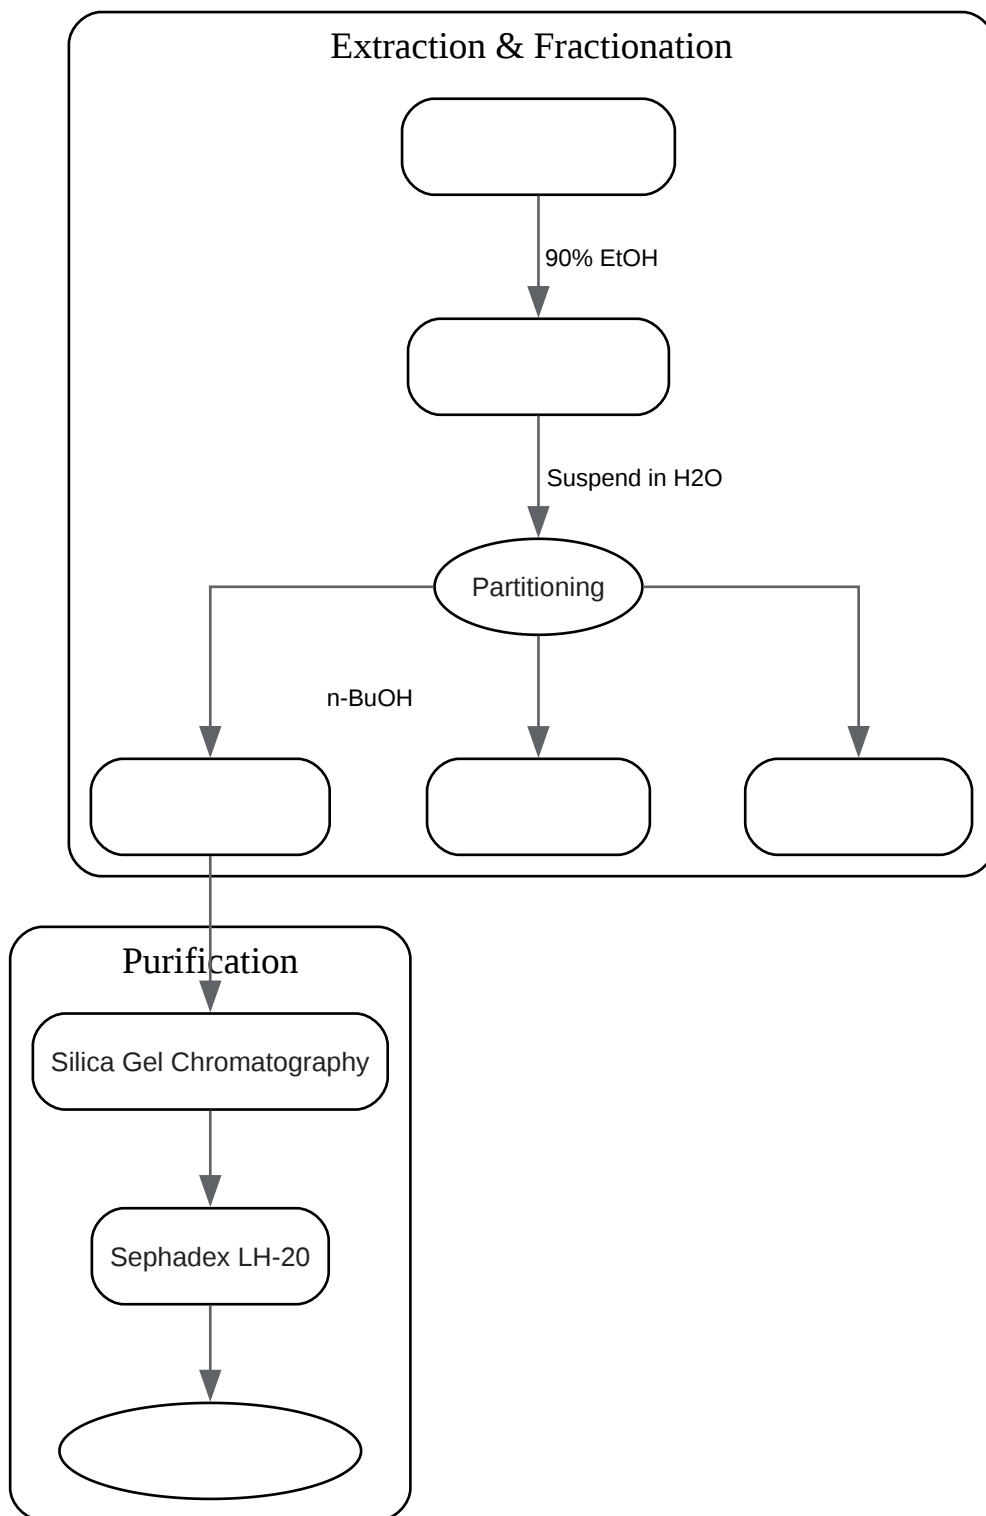 Extraction & Fractionation
90% EtOH
Suspend in H2O
Partitioning
n-BuOH
Purification
Silica Gel Chromatography
Sephadex LH-20